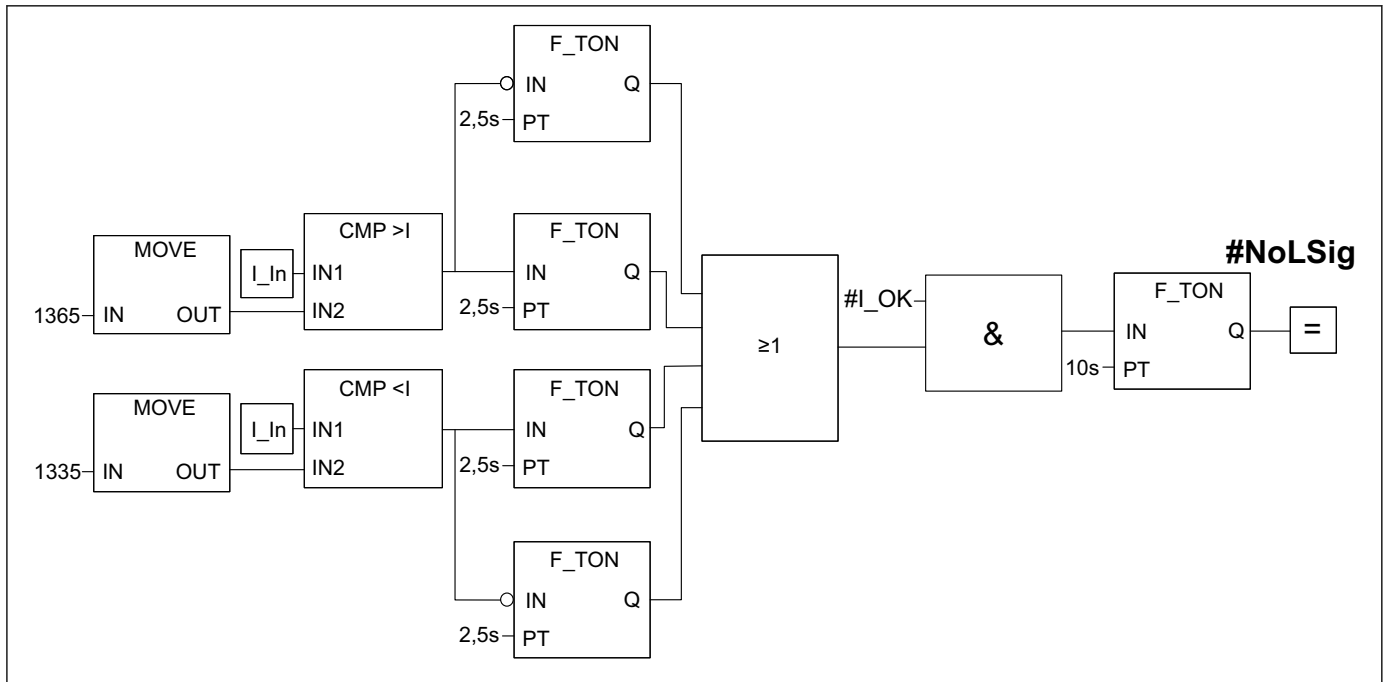 F_TON
IN Q
2,5s PT
MOVE
1365 IN OUT
I_In
CMP >I
IN1
IN2
F_TON
IN Q
2,5s PT
MOVE
1335 IN OUT
I_In
CMP <I
IN1
IN2
F_TON
IN Q
2,5s PT
F_TON
IN Q
2,5s PT
≥1
#I_OK
&
#NoLSig
F_TON
IN Q
10s PT
=